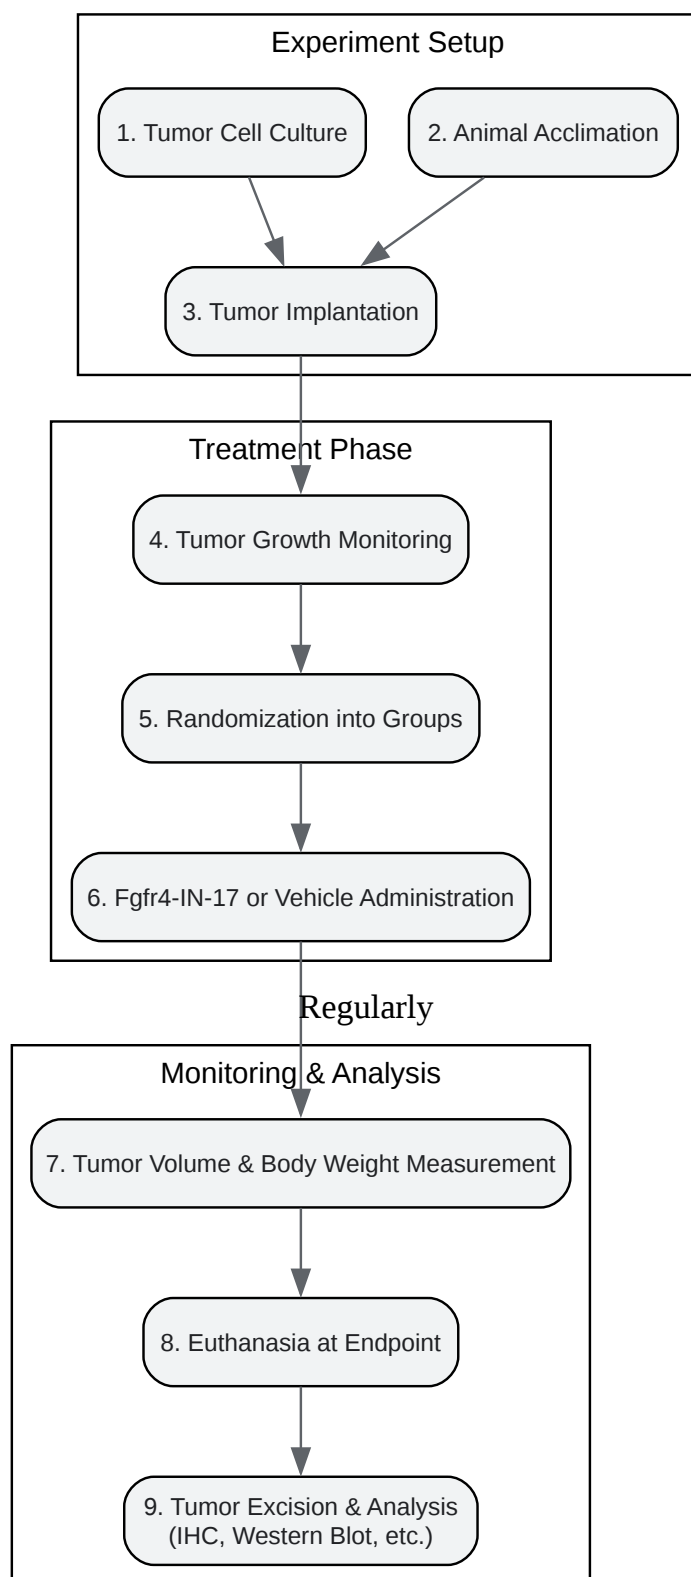 Experiment Setup
1. Tumor Cell Culture
2. Animal Acclimation
3. Tumor Implantation
Treatment Phase
4. Tumor Growth Monitoring
5. Randomization into Groups
6. Fgfr4-IN-17 or Vehicle Administration
Regularly
Monitoring & Analysis
7. Tumor Volume & Body Weight Measurement
8. Euthanasia at Endpoint
9. Tumor Excision & Analysis
(IHC, Western Blot, etc.)